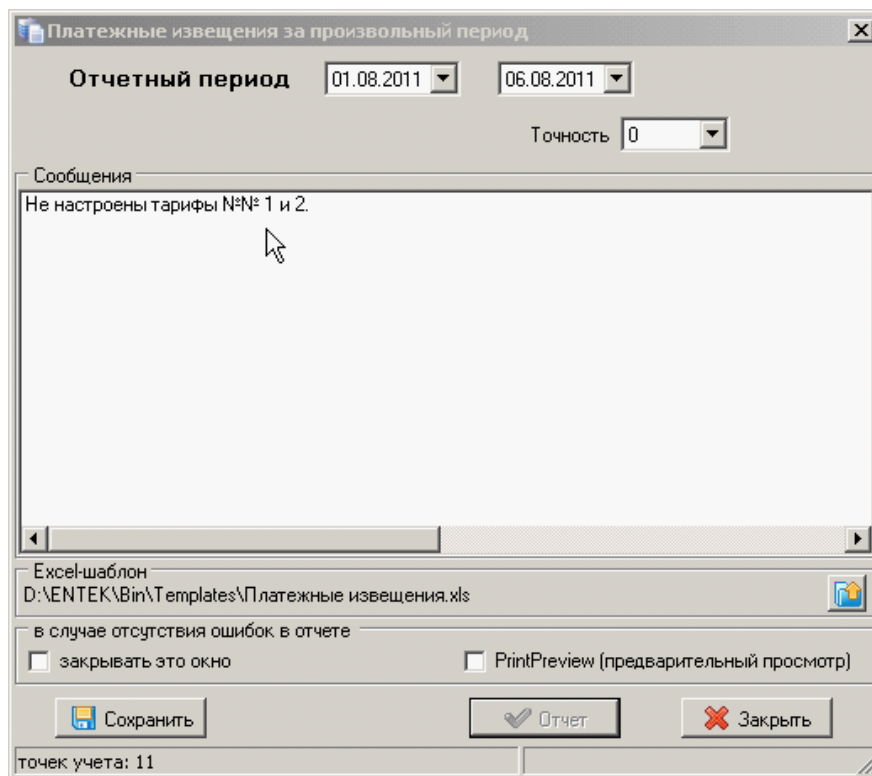 Платежные извещения за произвольный период
Отчетный период 01.08.2011 06.08.2011
Точность 0
Сообщения
Не настроены тарифы №№ 1 и 2.
Excel-шаблон
D:\ENTEK\Bin\Templates\Платежные извещения.xls
в случае отсутствия ошибок в отчете
закрывать это окно PrintPreview (предварительный просмотр)
Сохранить Отчет Закрыть
точек учета: 11